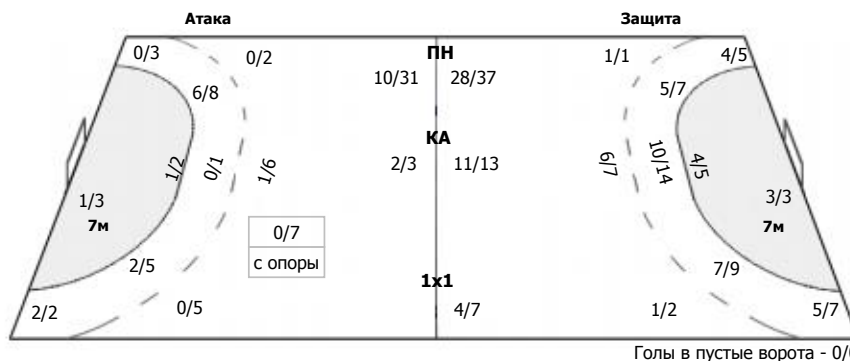 Атака Защита
0/3 0/2 ПН 1/1 4/5
10/31 28/37
6/8 5/7
КА
1/2 0/1 1/6 2/3 11/13 6/7 10/14 4/5
1/3 3/3
7м 7м
0/7
с опоры
2/5 7/9
1х1
2/2 0/5 4/7 1/2 5/7
Голы в пустые ворота - 0/